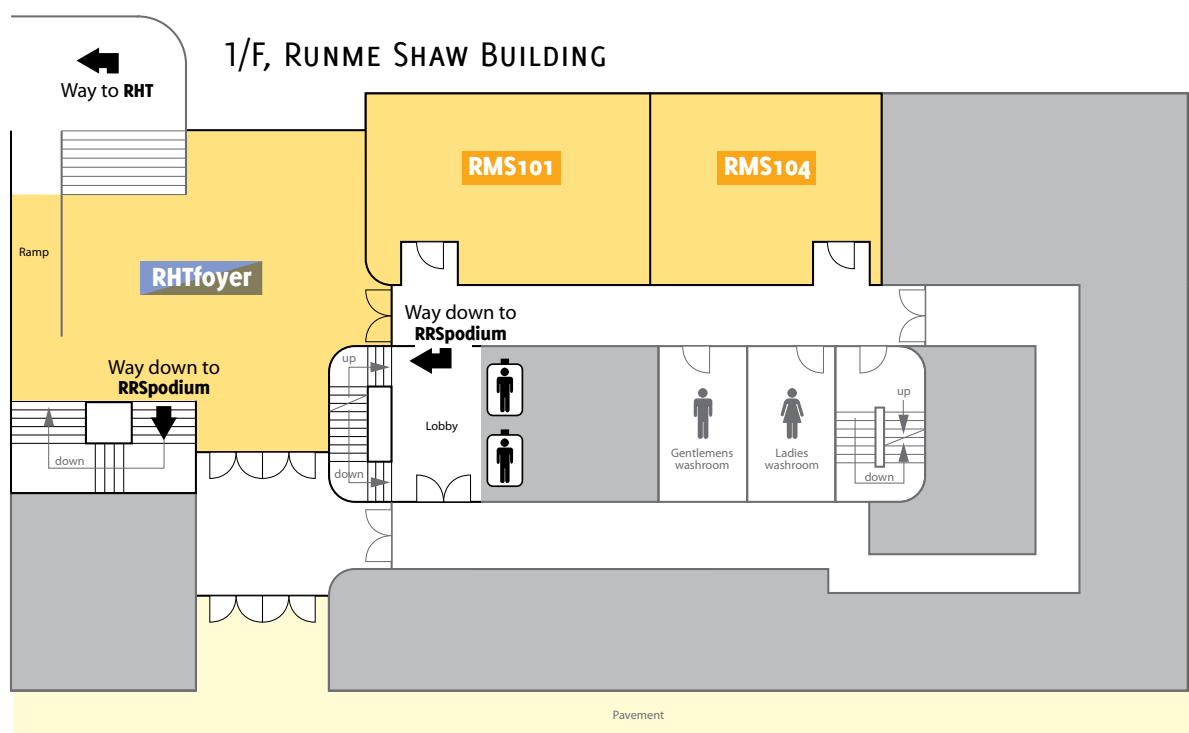 1/F, RUNME SHAW BUILDING
Way to RHT
RMS101
RMS104
Ramp
RHTfoyer
Way down to
RRSpodium
Way down to
RRSpodium
up
up
Lobby
Gentlemens
washroom
Ladies
washroom
down
down
down
Pavement